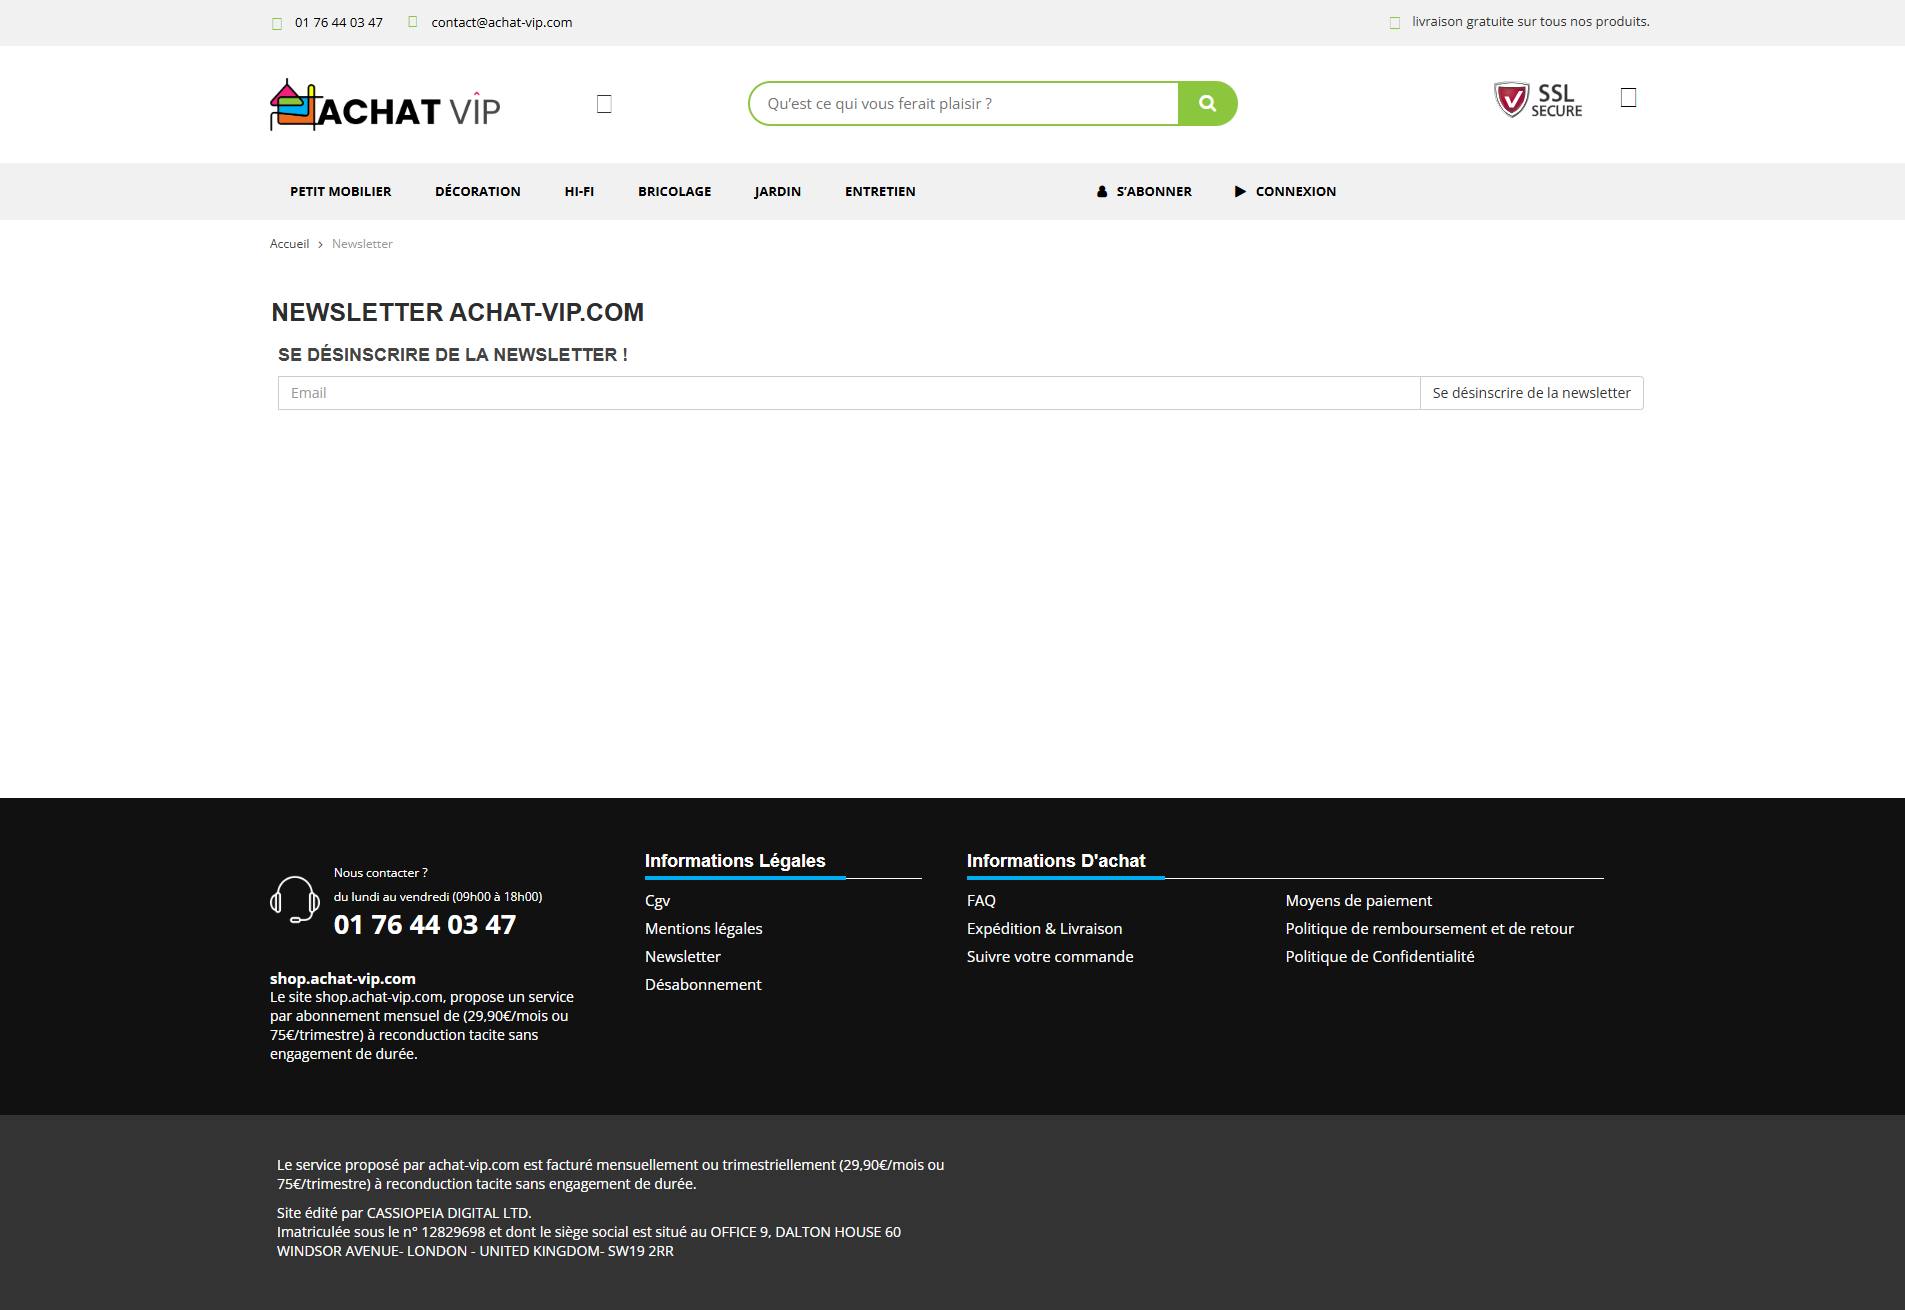 01 76 44 03 47
contact@achat-vip.com
livraison gratuite sur tous nos produits.
ACHAT VIP
Qu'est ce qui vous ferait plaisir ?
SSL
SECURE
PETIT MOBILIER
DÉCORATION
HI-FI
BRICOLAGE
JARDIN
ENTRETIEN
S'ABONNER
CONNEXION
Accueil > Newsletter
NEWSLETTER ACHAT-VIP.COM
SE DÉSINSCRIRE DE LA NEWSLETTER !
Email
Se désinscrire de la newsletter
Nous contacter ?
du lundi au vendredi (09h00 à 18h00)
01 76 44 03 47
shop.achat-vip.com
Le site shop.achat-vip.com, propose un service
par abonnement mensuel de (29,90€/mois ou
75€/trimestre) à reconduction tacite sans
engagement de durée.
Informations Légales
Cgv
Mentions légales
Newsletter
Désabonnement
Informations D'achat
FAQ
Expédition & Livraison
Suivre votre commande
Moyens de paiement
Politique de remboursement et de retour
Politique de Confidentialité
Le service proposé par achat-vip.com est facturé mensuellement ou trimestriellement (29,90€/mois ou
75€/trimestre) à reconduction tacite sans engagement de durée.
Site édité par CASSIOPEIA DIGITAL LTD.
Imatriculée sous le n° 12829698 et dont le siège social est situé au OFFICE 9, DALTON HOUSE 60
WINDSOR AVENUE- LONDON - UNITED KINGDOM- SW19 2RR